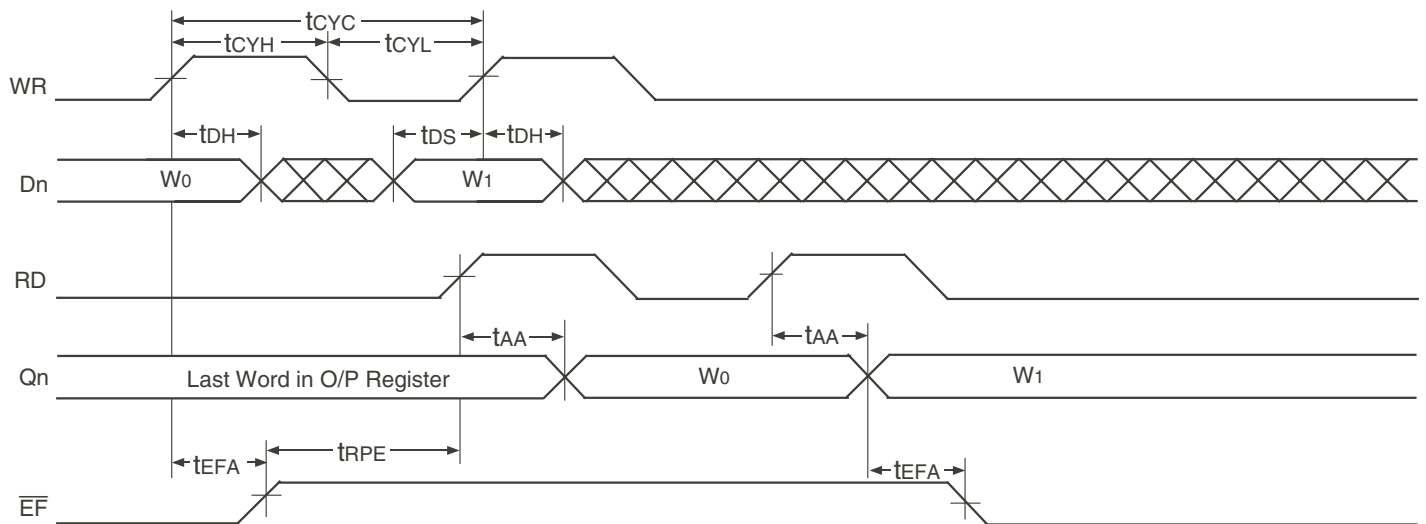 tCYC
tCYH tCYL
WR
tDH tDS tDH
Dn W0 W1
RD
tAA tAA
Qn Last Word in O/P Register W0 W1
tEFA tRPE tEFA
EF